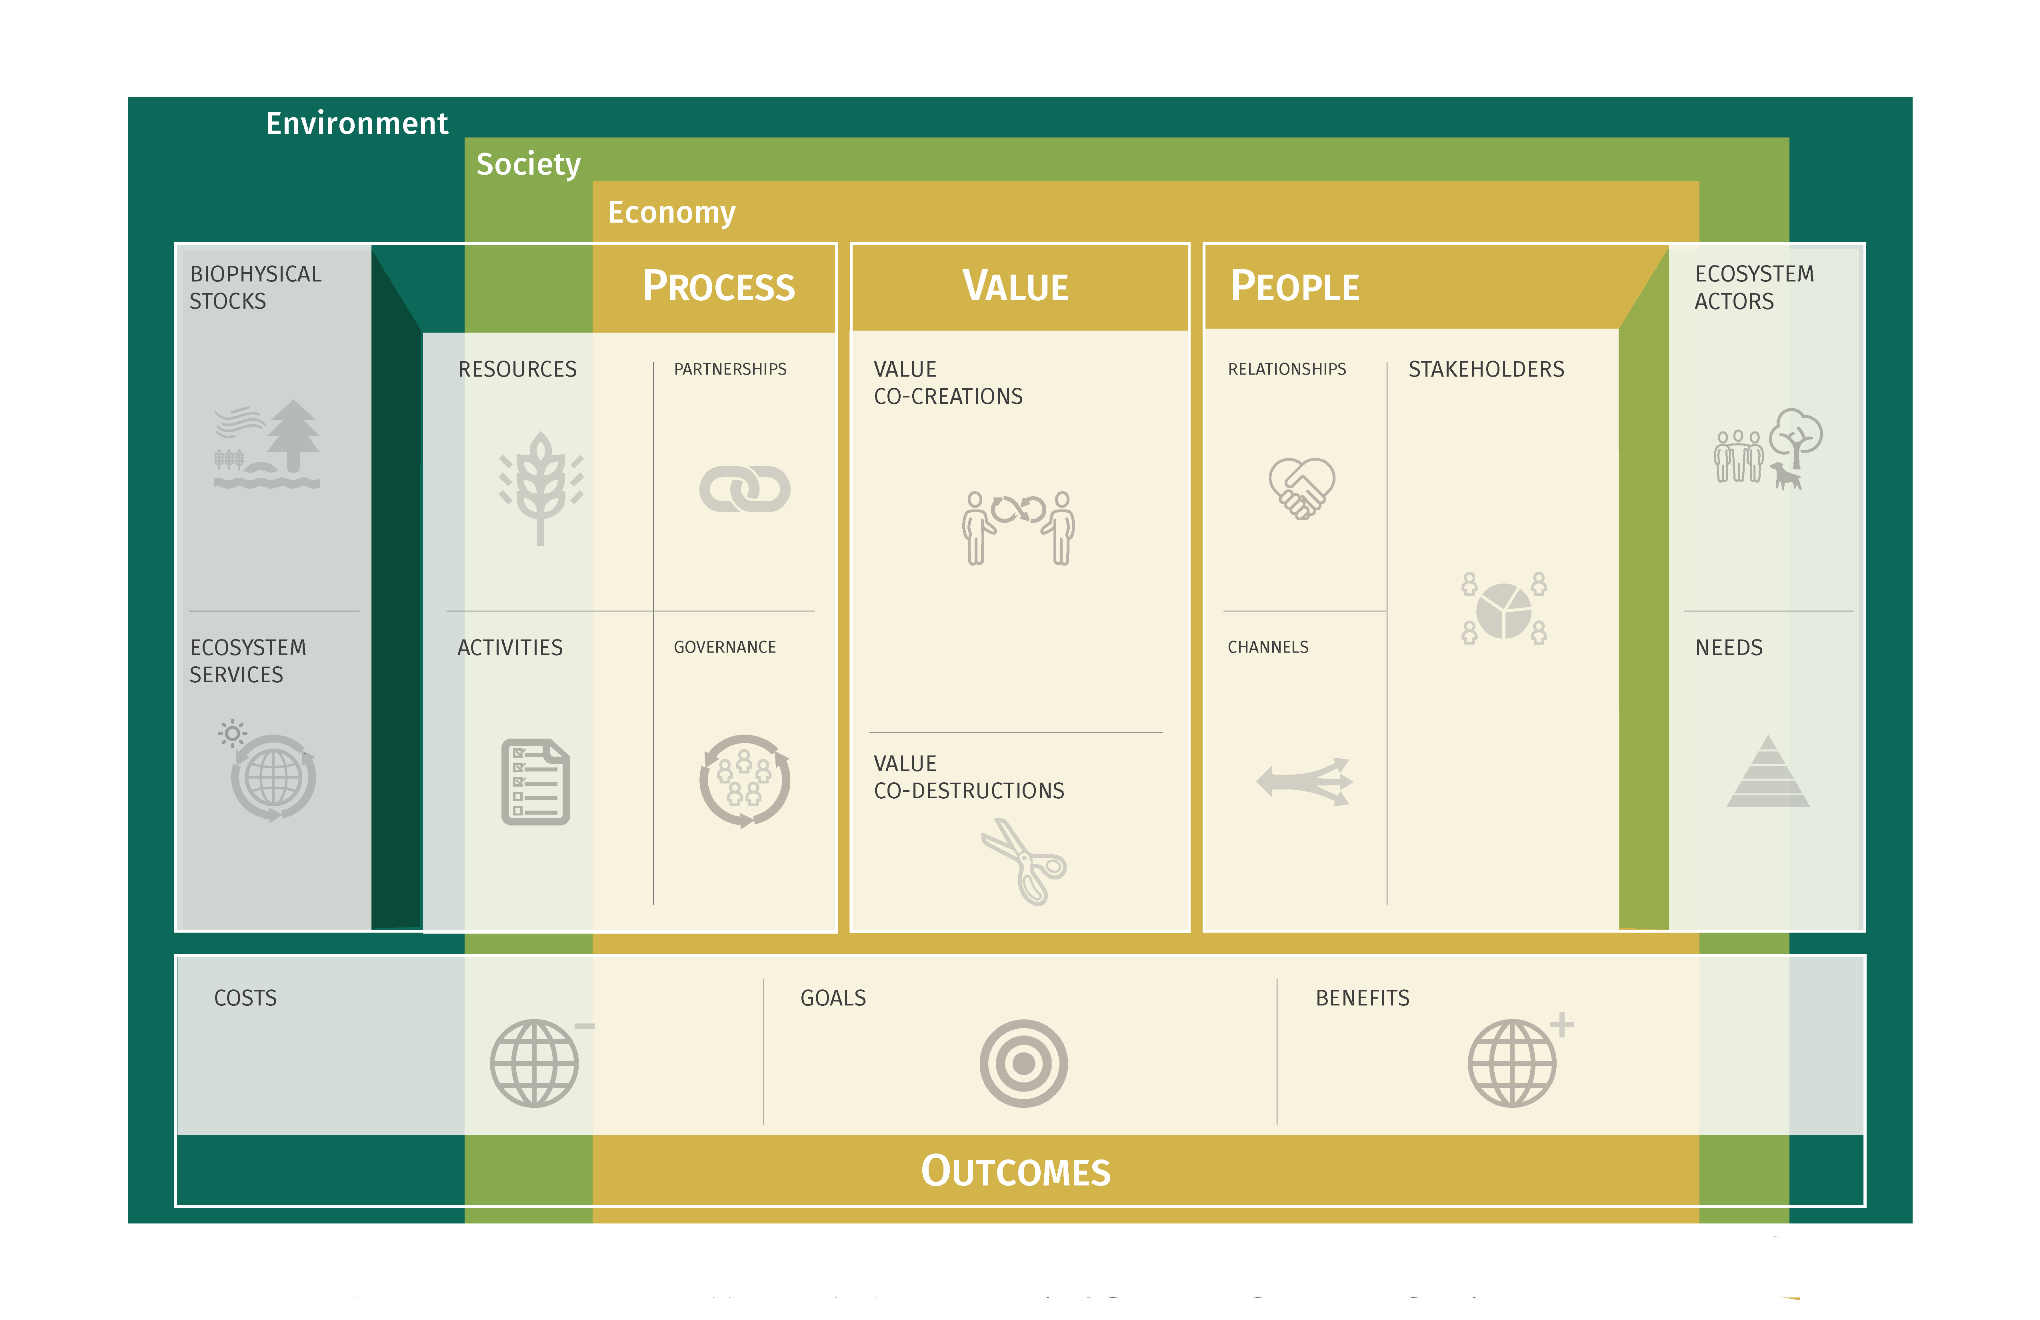 Environment
Society
Economy
BIOPHYSICAL
STOCKS
PROCESS
VALUE
PEOPLE
ECOSYSTEM
ACTORS
RESOURCES
PARTNERSHIPS
VALUE
CO-CREATIONS
RELATIONSHIPS
STAKEHOLDERS
ECOSYSTEM
SERVICES
ACTIVITIES
GOVERNANCE
VALUE
CO-DESTRUCTIONS
CHANNELS
NEEDS
COSTS
GOALS
BENEFITS
OUTCOMES